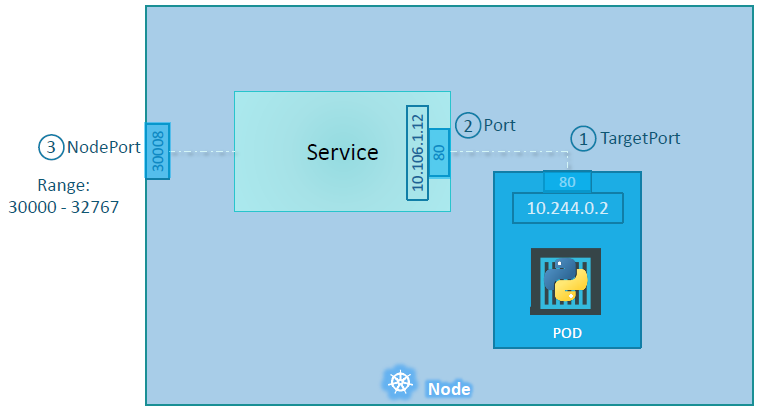 3 NodePort
Range:
30000 - 32767
30008
Service
10.106.1.12
80
2 Port
1 TargetPort
80
10.244.0.2
POD
Node